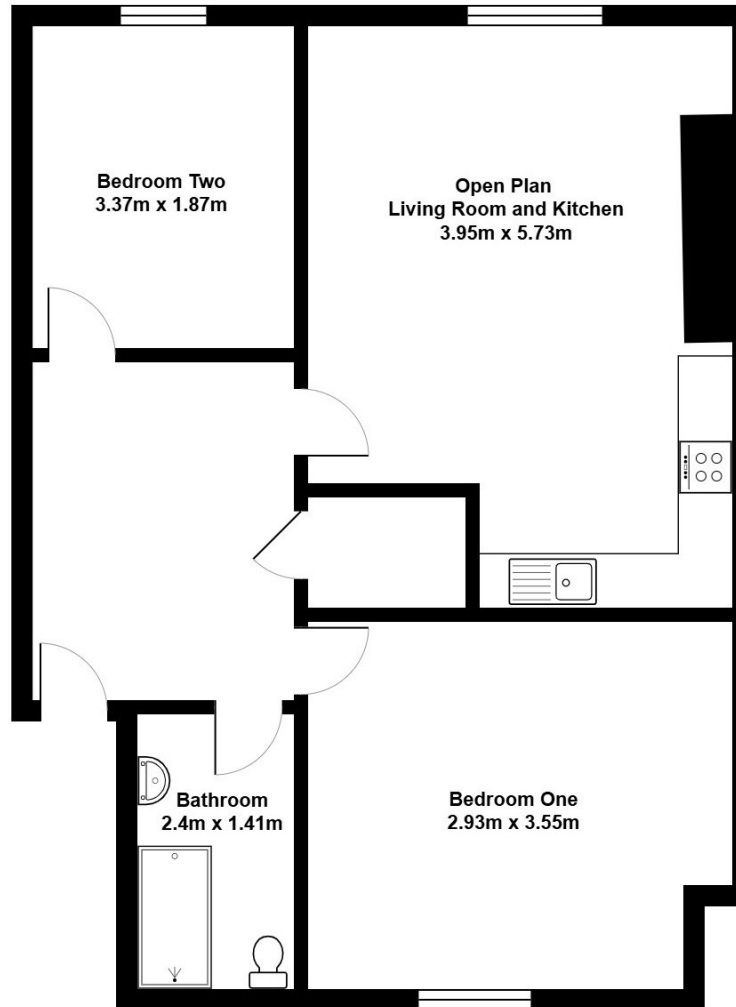 Bedroom Two
3.37m x 1.87m
Open Plan
Living Room and Kitchen
3.95m x 5.73m
Bathroom
2.4m x 1.41m
Bedroom One
2.93m x 3.55m